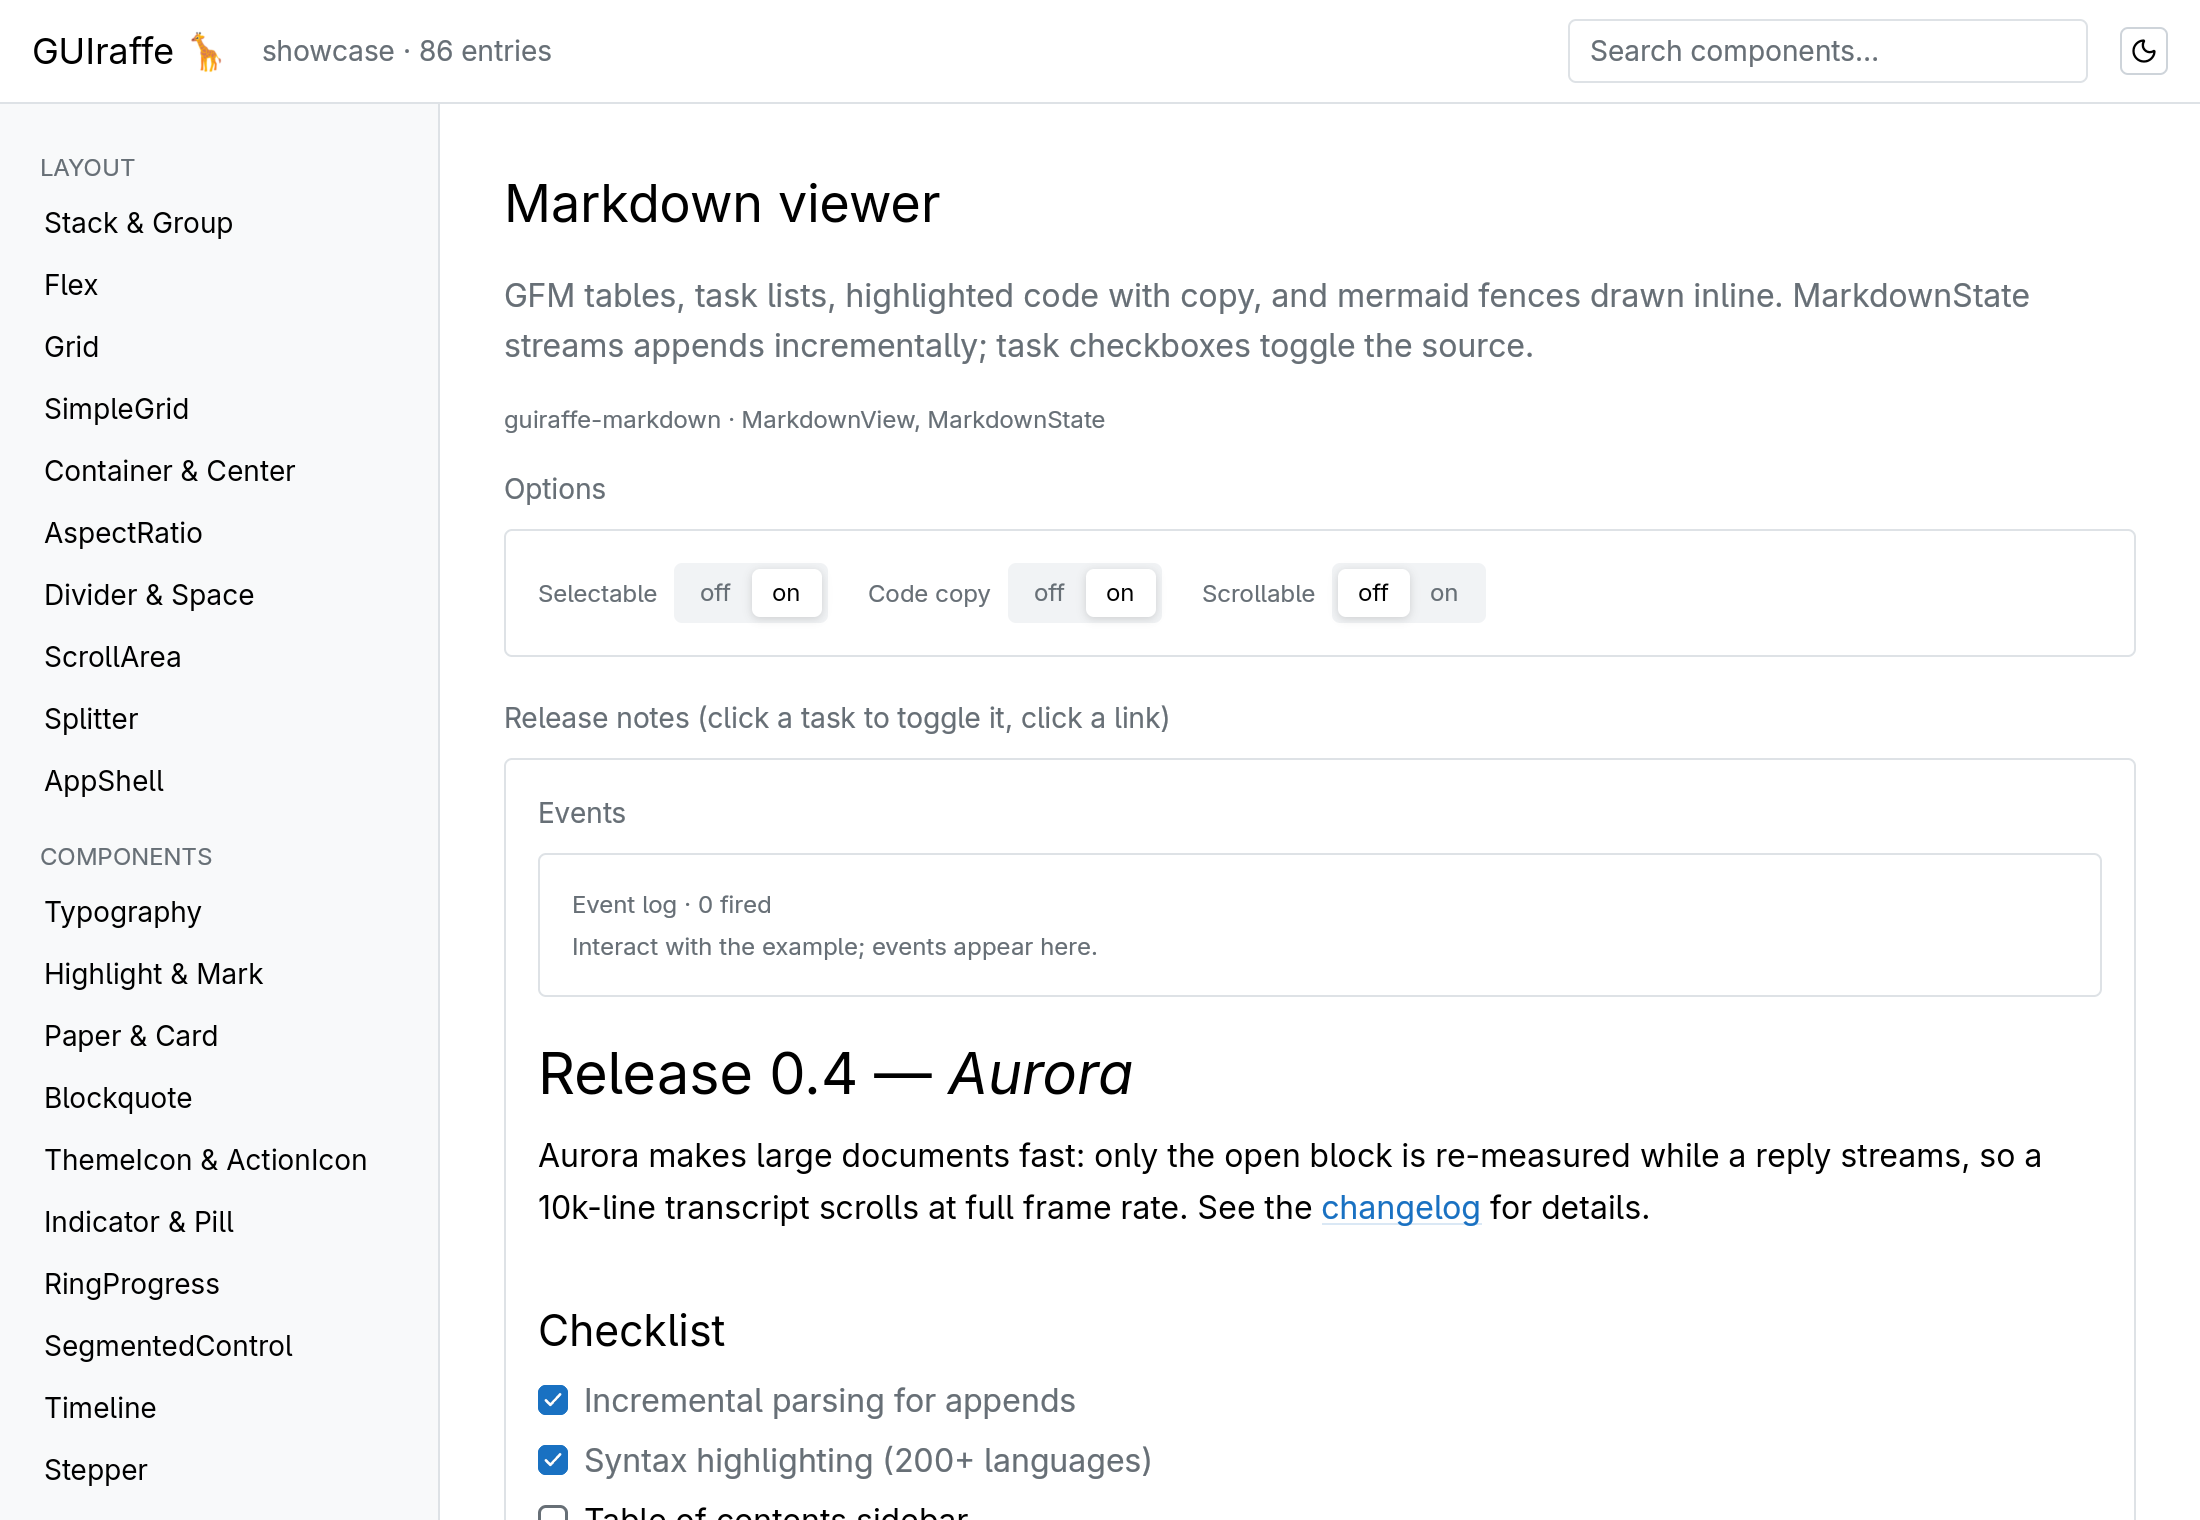 GUIraffe 🦒 showcase · 86 entries
Search components...
LAYOUT
Stack & Group
Flex
Grid
SimpleGrid
Container & Center
AspectRatio
Divider & Space
ScrollArea
Splitter
AppShell
COMPONENTS
Typography
Highlight & Mark
Paper & Card
Blockquote
ThemeIcon & ActionIcon
Indicator & Pill
RingProgress
SegmentedControl
Timeline
Stepper
Markdown viewer
GFM tables, task lists, highlighted code with copy, and mermaid fences drawn inline. MarkdownState
streams appends incrementally; task checkboxes toggle the source.
guiraffe-markdown · MarkdownView, MarkdownState
Options
Selectable off on Code copy off on Scrollable off on
Release notes (click a task to toggle it, click a link)
Events
Event log · 0 fired
Interact with the example; events appear here.
Release 0.4 — Aurora
Aurora makes large documents fast: only the open block is re-measured while a reply streams, so a
10k-line transcript scrolls at full frame rate. See the changelog for details.
Checklist
Incremental parsing for appends
Syntax highlighting (200+ languages)
Table of contents sidebar